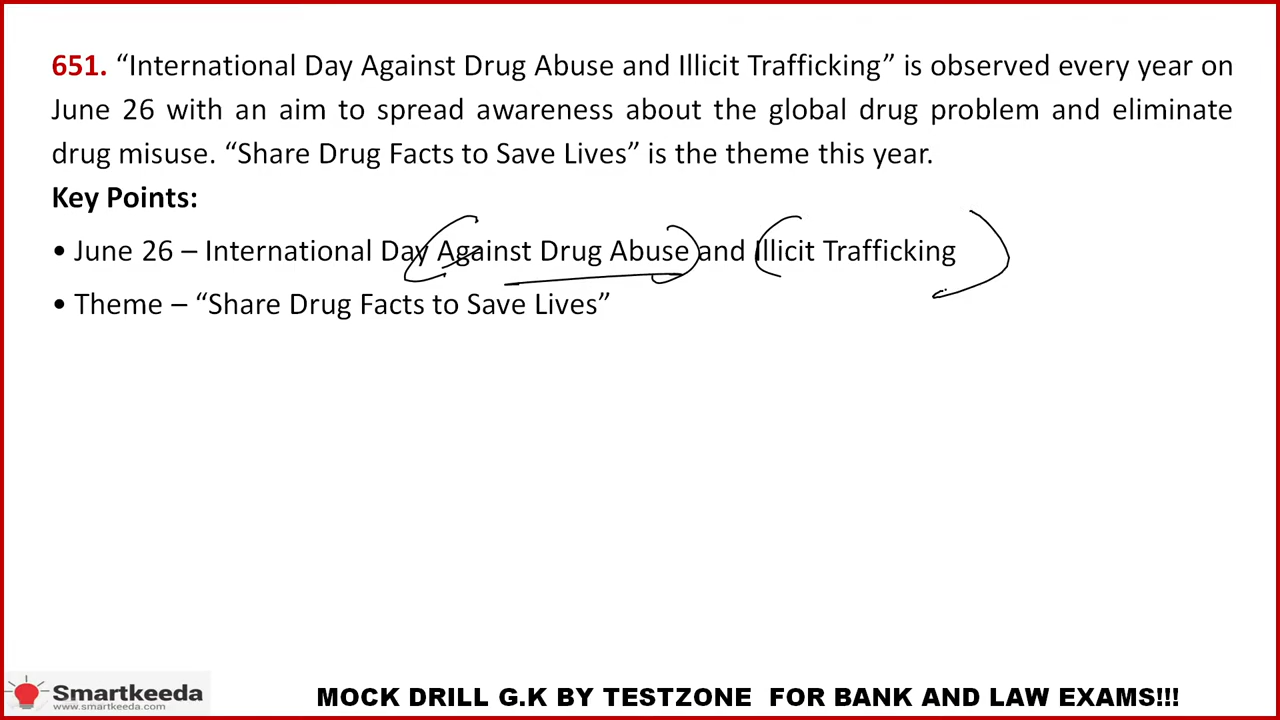 651. “International Day Against Drug Abuse and Illicit Trafficking” is observed every year on
June 26 with an aim to spread awareness about the global drug problem and eliminate
drug misuse. “Share Drug Facts to Save Lives” is the theme this year.
Key Points:
• June 26 – International Day Against Drug Abuse and Illicit Trafficking
• Theme – “Share Drug Facts to Save Lives”
Smartkeeda
www.smartkeeda.com
MOCK DRILL G.K BY TESTZONE FOR BANK AND LAW EXAMS!!!